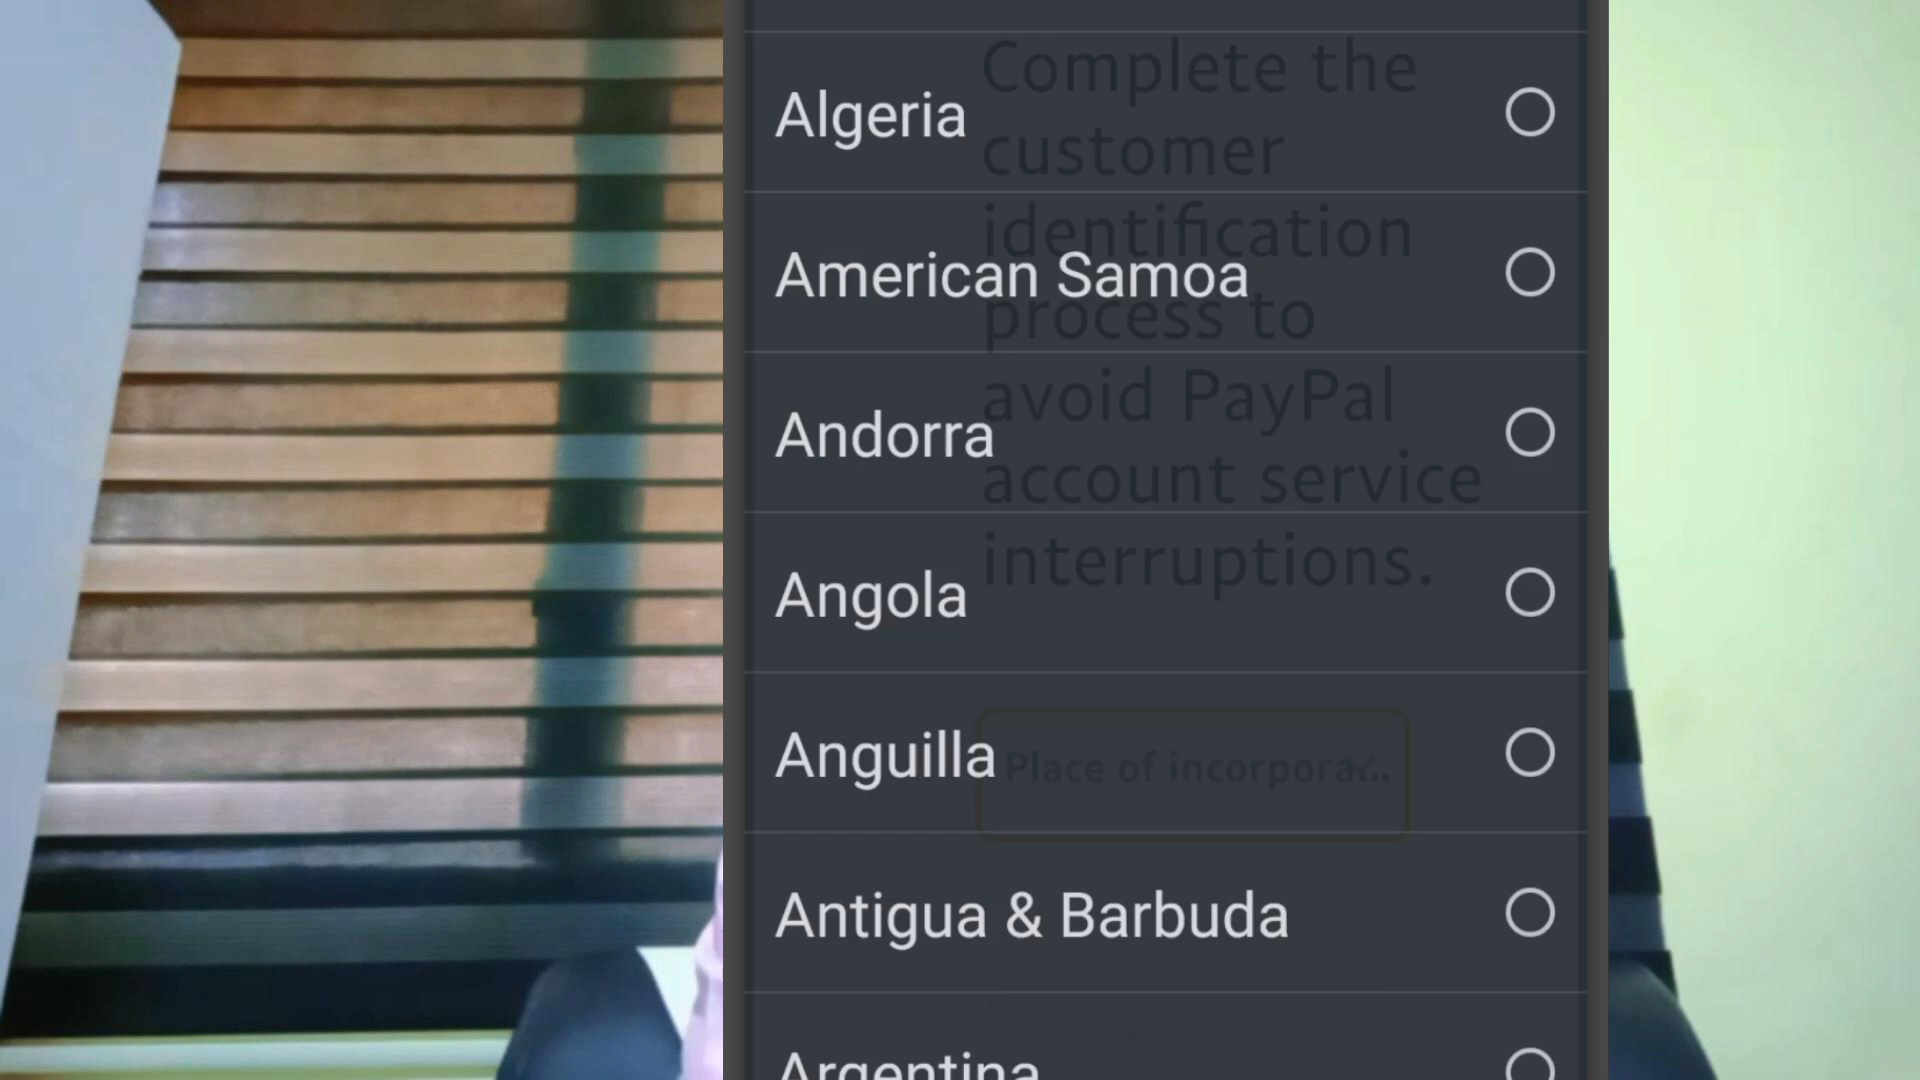 Complete the
Algeria
customer
identification
American Samoa
process to
avoid PayPal
Andorra
account service
Angola
interruptions.
Anguilla
Place of incorpora...
Antigua & Barbuda
Argentina